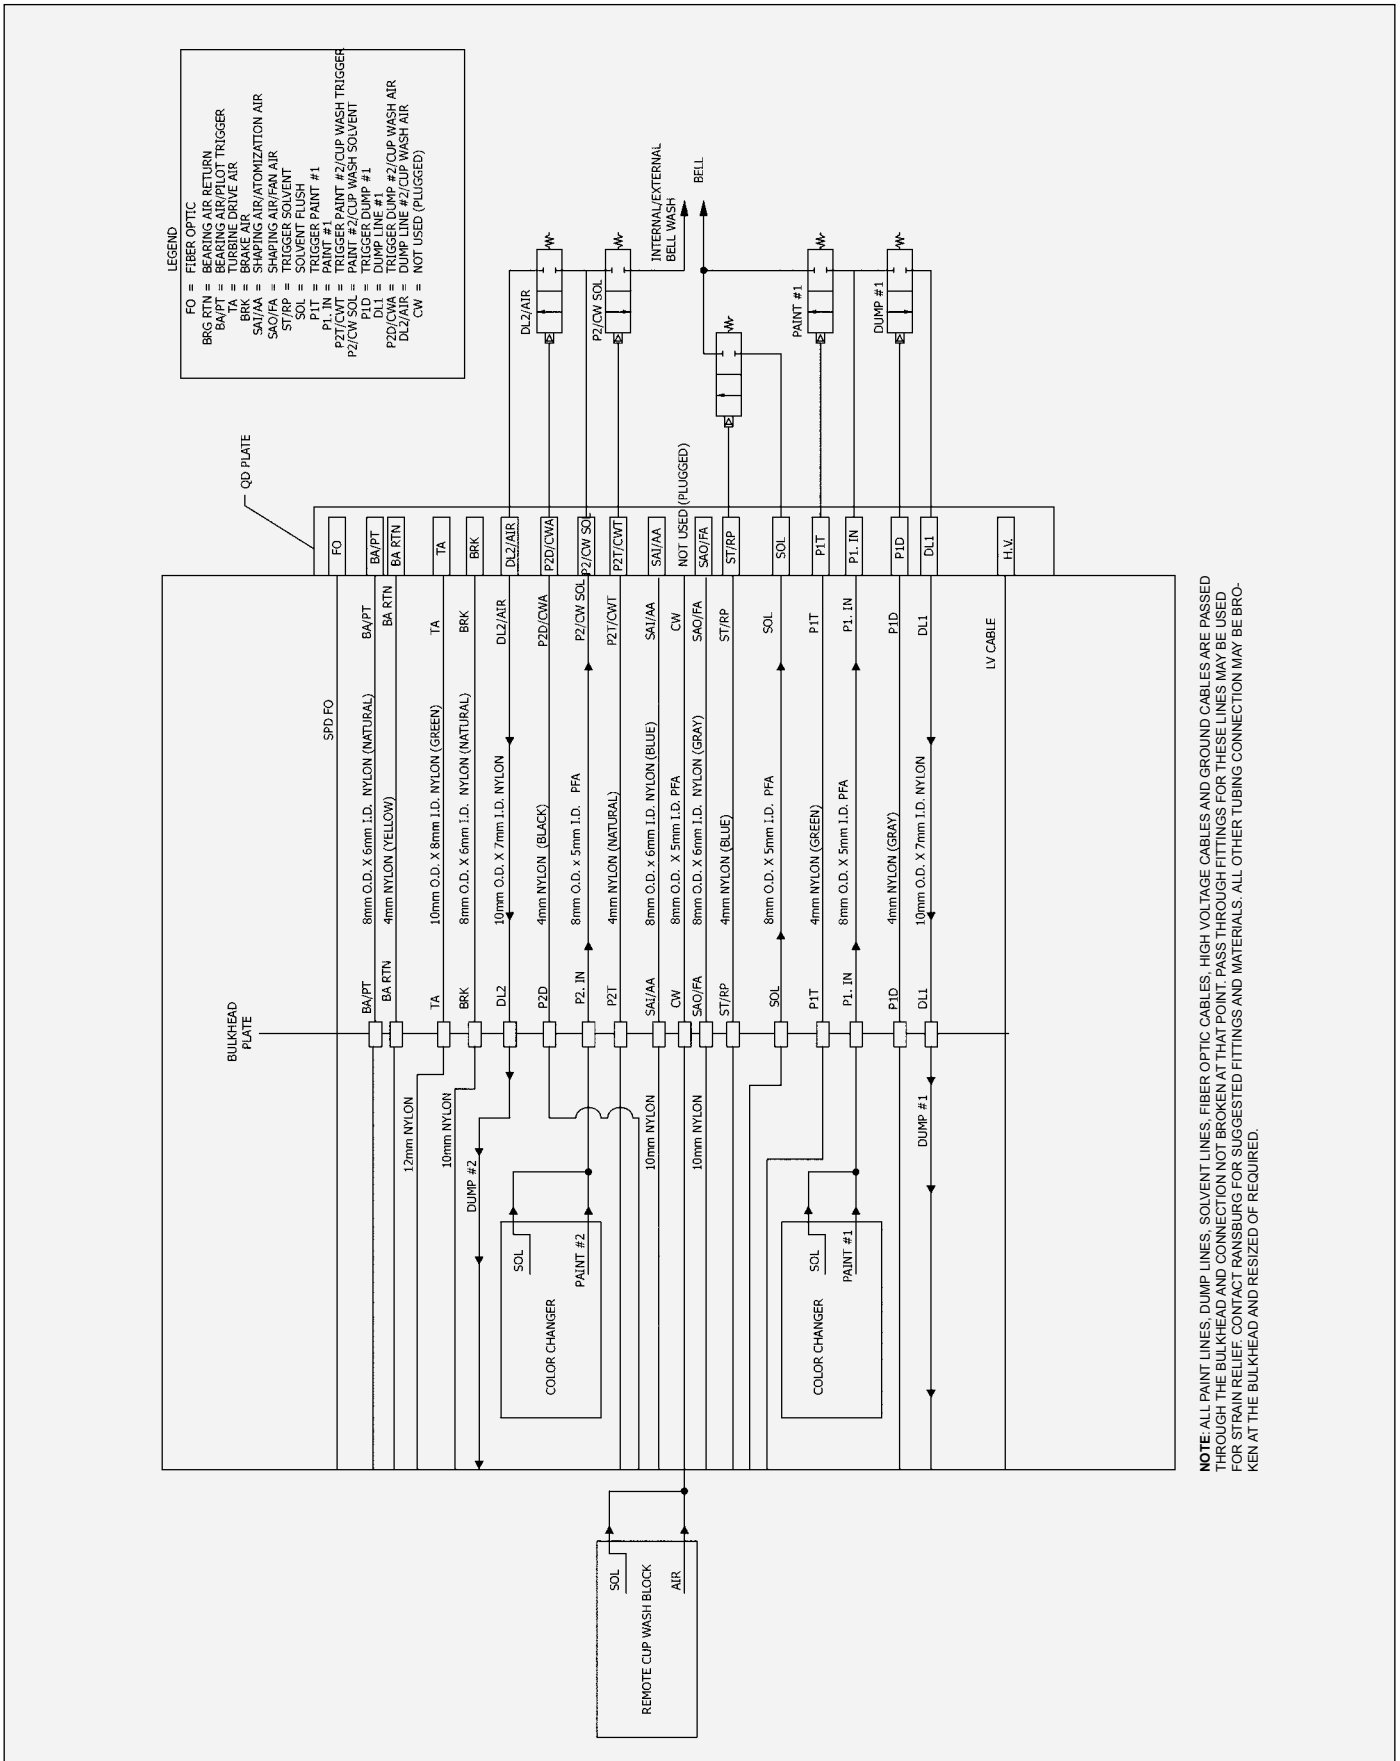 LEGEND
FO = FIBER OPTIC
BRG RTN = BEARING AIR RETURN
BA/PT = BEARING AIR/PILOT TRIGGER
TA = TURBINE DRIVE AIR
BRK = BRAKE AIR
SAI/AA = SHAPING AIR/ATOMIZATION AIR
SAO/FA = SHAPING AIR/FAN AIR
ST/RP = TRIGGER SOLVENT
SOL = SOLVENT FLUSH
P1T = TRIGGER PAINT #1
P1. IN = PAINT #1
P2T/CWT = TRIGGER PAINT #2/CUP WASH TRIGGER
P2/CW SOL = PAINT #2/CUP WASH SOLVENT
P1D = TRIGGER DUMP #1
DL1 = DUMP LINE #1
P2D/CWA = TRIGGER DUMP #2/CUP WASH AIR
DL2/AIR = DUMP LINE #2/CUP WASH AIR
CW = NOT USED (PLUGGED)
DL2/AIR
P2/CW SOL
INTERNAL/EXTERNAL
BELL WASH
BELL
PAINT #1
DUMP #1
QD PLATE
FO
BA/PT
BA RTN
TA
BRK
DL2/AIR
P2D/CWA
P2/CW SOL
P2T/CWT
SAI/AA
NOT USED (PLUGGED)
SAO/FA
ST/RP
SOL
P1T
P1. IN
P1D
DL1
H.V.
BA/PT
BA RTN
TA
BRK
DL2/AIR
P2D/CWA
P2/CW SOL
P2T/CWT
SAI/AA
CW
SAO/FA
ST/RP
SOL
P1T
P1. IN
P1D
DL1
LV CABLE
SPD FO
8mm O.D. X 6mm I.D. NYLON (NATURAL)
4mm NYLON (YELLOW)
10mm O.D. X 8mm I.D. NYLON (GREEN)
8mm O.D. X 6mm I.D. NYLON (NATURAL)
10mm O.D. X 7mm I.D. NYLON
4mm NYLON (BLACK)
8mm O.D. x 5mm I.D. PFA
4mm NYLON (NATURAL)
8mm O.D. x 6mm I.D. NYLON (BLUE)
8mm O.D. X 5mm I.D. PFA
8mm O.D. X 6mm I.D. NYLON (GRAY)
4mm NYLON (BLUE)
8mm O.D. X 5mm I.D. PFA
4mm NYLON (GREEN)
8mm O.D. X 5mm I.D. PFA
4mm NYLON (GRAY)
10mm O.D. X 7mm I.D. NYLON
BULKHEAD
PLATE
BA/PT
BA RTN
TA
BRK
DL2
P2D
P2. IN
P2T
SAI/AA
CW
SAO/FA
ST/RP
SOL
P1T
P1. IN
P1D
DL1
12mm NYLON
10mm NYLON
DUMP #2
10mm NYLON
10mm NYLON
DUMP #1
SOL
PAINT #2
COLOR CHANGER
SOL
PAINT #1
COLOR CHANGER
SOL
AIR
REMOTE CUP WASH BLOCK
NOTE: ALL PAINT LINES, DUMP LINES, SOLVENT LINES, FIBER OPTIC CABLES, HIGH VOLTAGE CABLES AND GROUND CABLES ARE PASSED
THROUGH THE BULKHEAD AND CONNECTION NOT BROKEN AT THAT POINT. PASS THROUGH FITTINGS FOR THESE LINES MAY BE USED
FOR STRAIN RELIEF. CONTACT RANSBURG FOR SUGGESTED FITTINGS AND MATERIALS. ALL OTHER TUBING CONNECTION MAY BE BRO-
KEN AT THE BULKHEAD AND RESIZED OF REQUIRED.